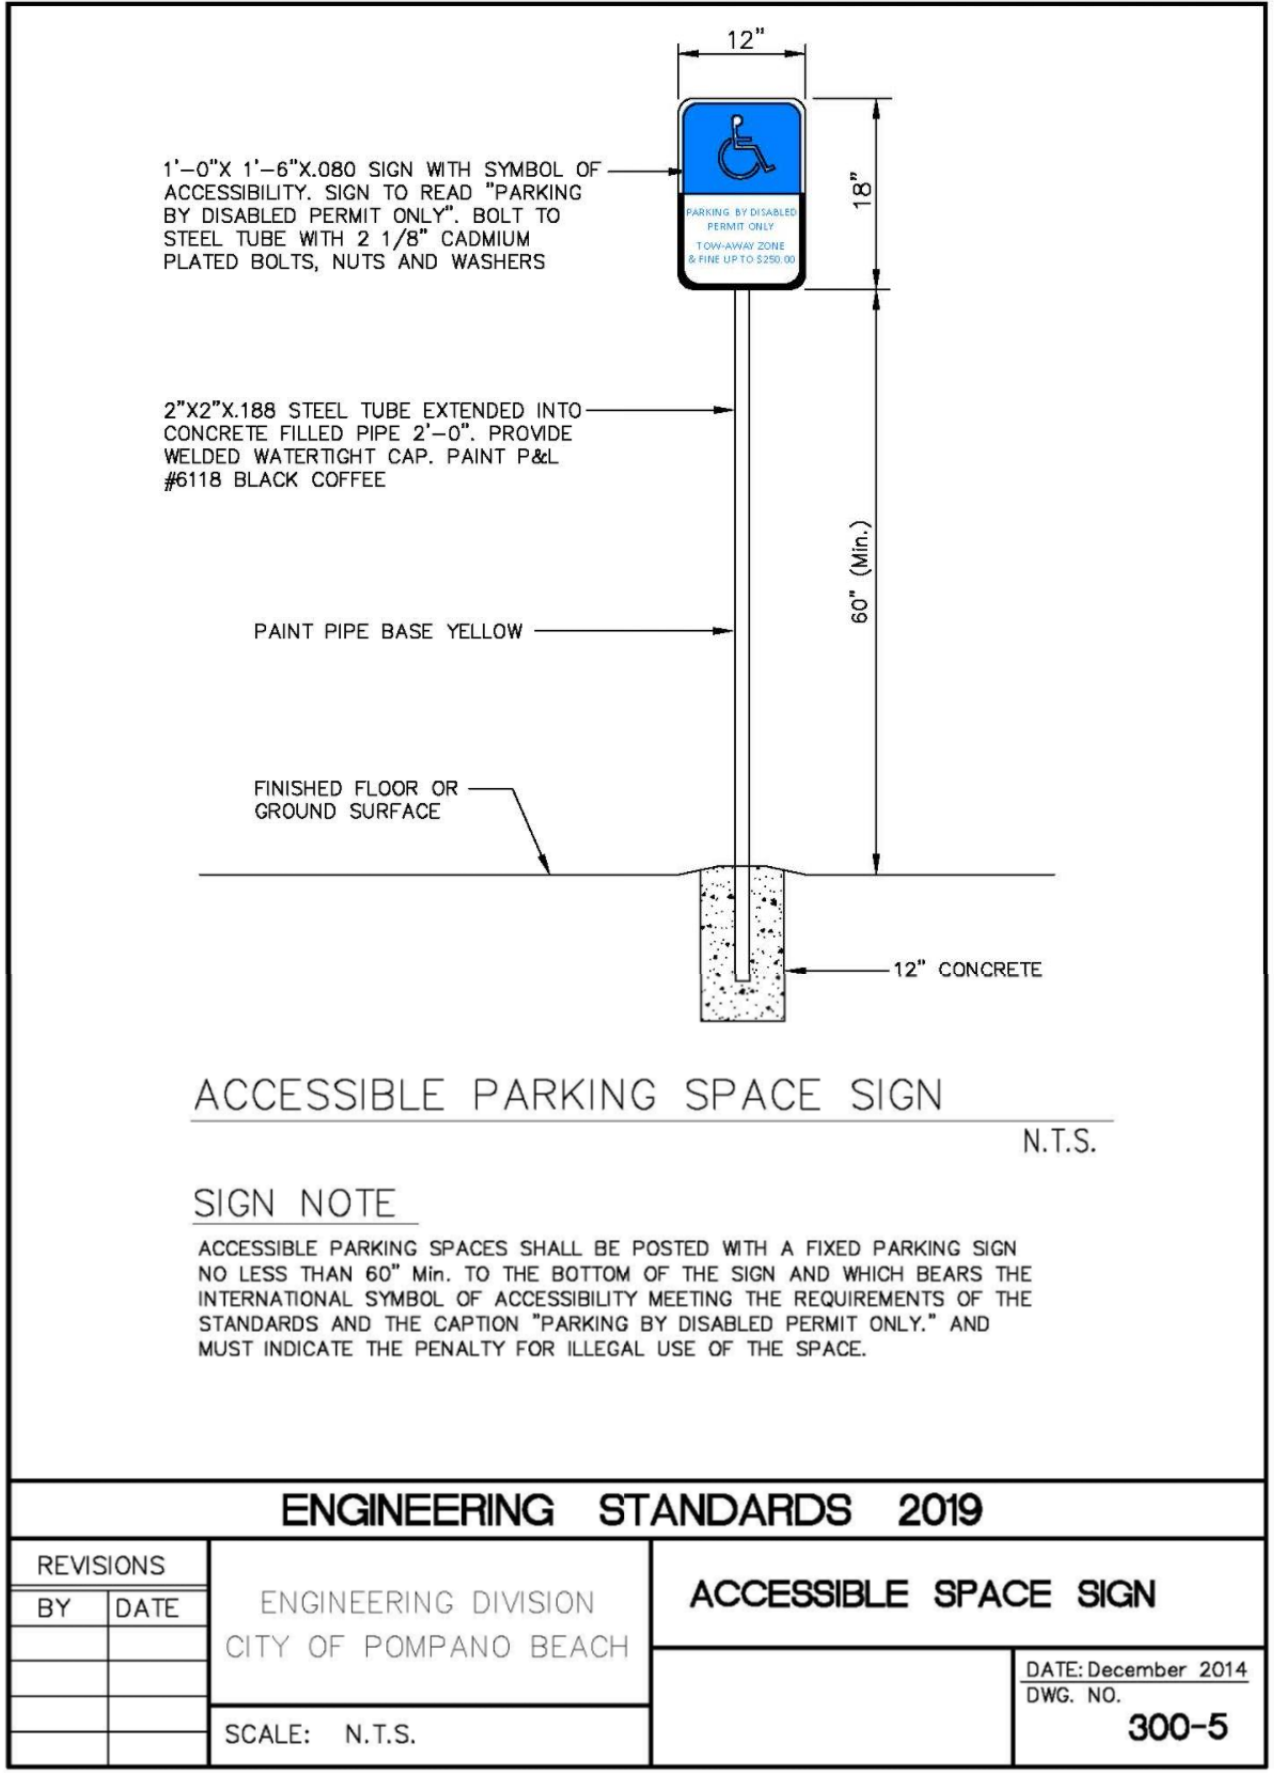 12"
1'-0"X 1'-6"X.080 SIGN WITH SYMBOL OF
ACCESSIBILITY. SIGN TO READ "PARKING
BY DISABLED PERMIT ONLY". BOLT TO
STEEL TUBE WITH 2 1/8" CADMIUM
PLATED BOLTS, NUTS AND WASHERS
PARKING BY DISABLED
PERMIT ONLY
TOW-AWAY ZONE
& FINE UP TO $250.00
18"
2"X2"X.188 STEEL TUBE EXTENDED INTO
CONCRETE FILLED PIPE 2'-0". PROVIDE
WELDED WATERTIGHT CAP. PAINT P&L
#6118 BLACK COFFEE
60" (Min.)
PAINT PIPE BASE YELLOW
FINISHED FLOOR OR
GROUND SURFACE
12" CONCRETE
ACCESSIBLE PARKING SPACE SIGN
N.T.S.
SIGN NOTE
ACCESSIBLE PARKING SPACES SHALL BE POSTED WITH A FIXED PARKING SIGN
NO LESS THAN 60" Min. TO THE BOTTOM OF THE SIGN AND WHICH BEARS THE
INTERNATIONAL SYMBOL OF ACCESSIBILITY MEETING THE REQUIREMENTS OF THE
STANDARDS AND THE CAPTION "PARKING BY DISABLED PERMIT ONLY." AND
MUST INDICATE THE PENALTY FOR ILLEGAL USE OF THE SPACE.
ENGINEERING STANDARDS 2019
REVISIONS
BY DATE
ENGINEERING DIVISION
CITY OF POMPANO BEACH
SCALE: N.T.S.
ACCESSIBLE SPACE SIGN
DATE: December 2014
DWG. NO.
300-5